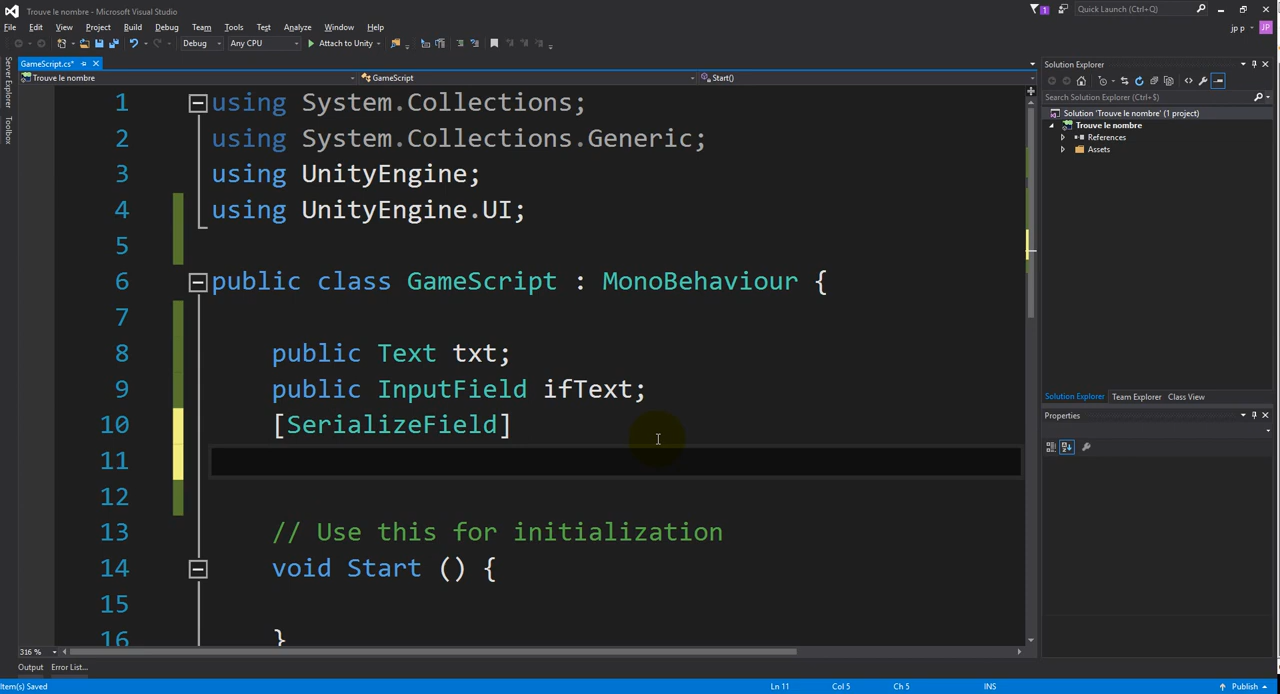 Trouve le nombre - Microsoft Visual Studio
1
Quick Launch (Ctrl+Q)
File Edit View Project Build Debug Team Tools Test Analyze Window Help
jp p
JP
Debug Any CPU Attach to Unity
GameScript.cs*
Trouve le nombre GameScript Start()
Server Explorer
Toolbox
1 using System.Collections;
2 using System.Collections.Generic;
3 using UnityEngine;
4 using UnityEngine.UI;
5
6 public class GameScript : MonoBehaviour {
7
8 public Text txt;
9 public InputField ifText;
10 [SerializeField]
11
12
13 // Use this for initialization
14 void Start () {
15
16 }
316 %
Output Error List...
Item(s) Saved
Ln 11 Col 5 Ch 5 INS
Publish
Solution Explorer
Search Solution Explorer (Ctrl+$)
Solution 'Trouve le nombre' (1 project)
Trouve le nombre
References
Assets
Solution Explorer Team Explorer Class View
Properties